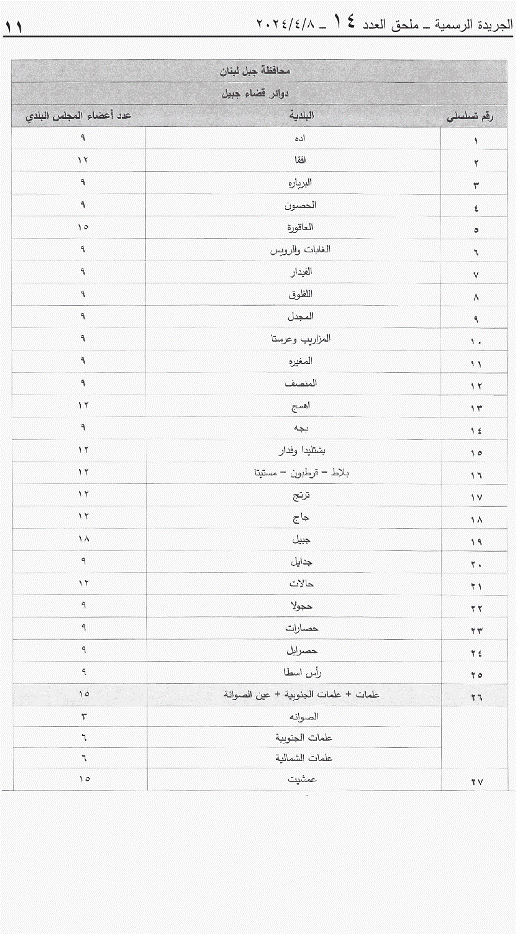 الجريدة الرسمية – ملحق العدد ١٤ – ٢٠٢٤/٤/٨ ١١
محافظة جبل لبنان
دوائر قضاء جبيل
رقم تسلسلي البلدية عدد أعضاء المجلس البلدي
١ اده ٩
٢ افقا ١٢
٣ البرباره ٩
٤ الحصون ٩
٥ العاقورة ١٥
٦ الغابات والرويس ٩
٧ الفيدار ٩
٨ اللقلوق ٩
٩ المجدل ٩
١٠ المزاريب وعرستا ٩
١١ المغيره ٩
١٢ المنصف ٩
١٣ اهمج ١٢
١٤ بجه ٩
١٥ بشتليدا وفدار ١٢
١٦ بلاط – قرطبون – مستيتا ١٢
١٧ ترتج ١٢
١٨ جاج ١٢
١٩ جبيل ١٨
٢٠ جدايل ٩
٢١ حالات ١٢
٢٢ حجولا ٩
٢٣ حصارات ٩
٢٤ حصرايل ٩
٢٥ رأس اسطا ٩
٢٦ علمات + علمات الجنوبية + عين الصوانة ١٥
الصوانه ٣
علمات الجنوبية ٦
علمات الشمالية ٦
٢٧ عمشيت ١٥